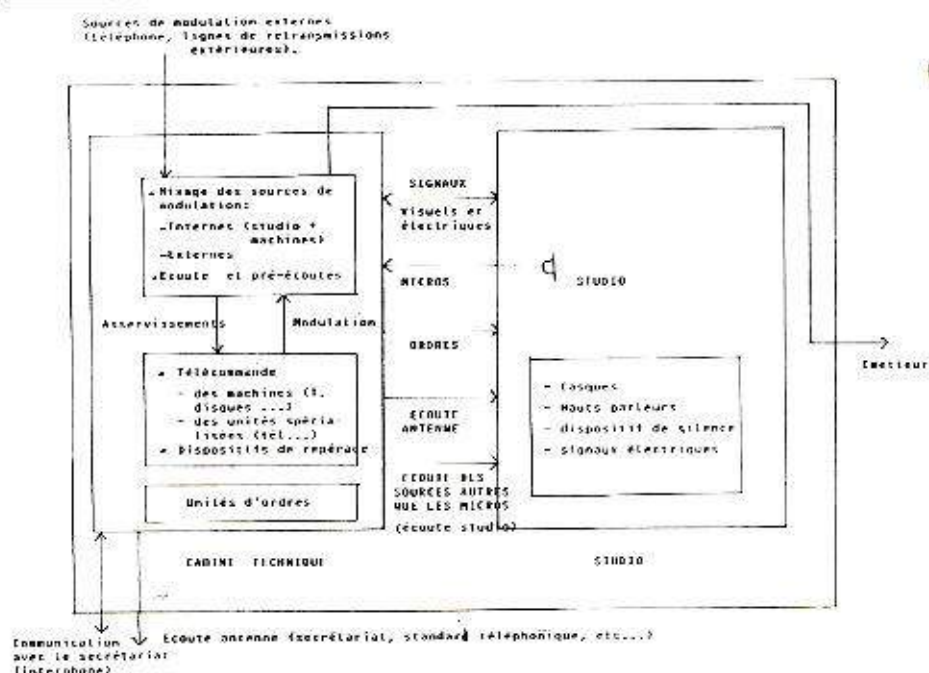 Sources de modulation externes
(téléphone, lignes de retransmissions
extérieures).
Mixage des sources de
modulation:
-Internes (studio +
machines)
-Externes
Ecoute et pré-écoutes
Asservissements
Modulation
Télécommande
- des machines (
disques ...)
- des unités spécia-
lisées (tél...)
Dispositifs de repérage
Unités d'ordres
CABINE TECHNIQUE
SIGNAUX
Visuels et
électriques
MICROS
ORDRES
ECOUTE
ANTENNE
ECOUTE DES
SOURCES AUTRES
QUE LES MICROS
(écoute studio)
STUDIO
- Casques
- Hauts parleurs
- dispositif de silence
- signaux électriques
STUDIO
Emetteur
Communication
avec le secrétariat
(interphone)
Ecoute antenne (secrétariat, standard téléphonique, etc...)